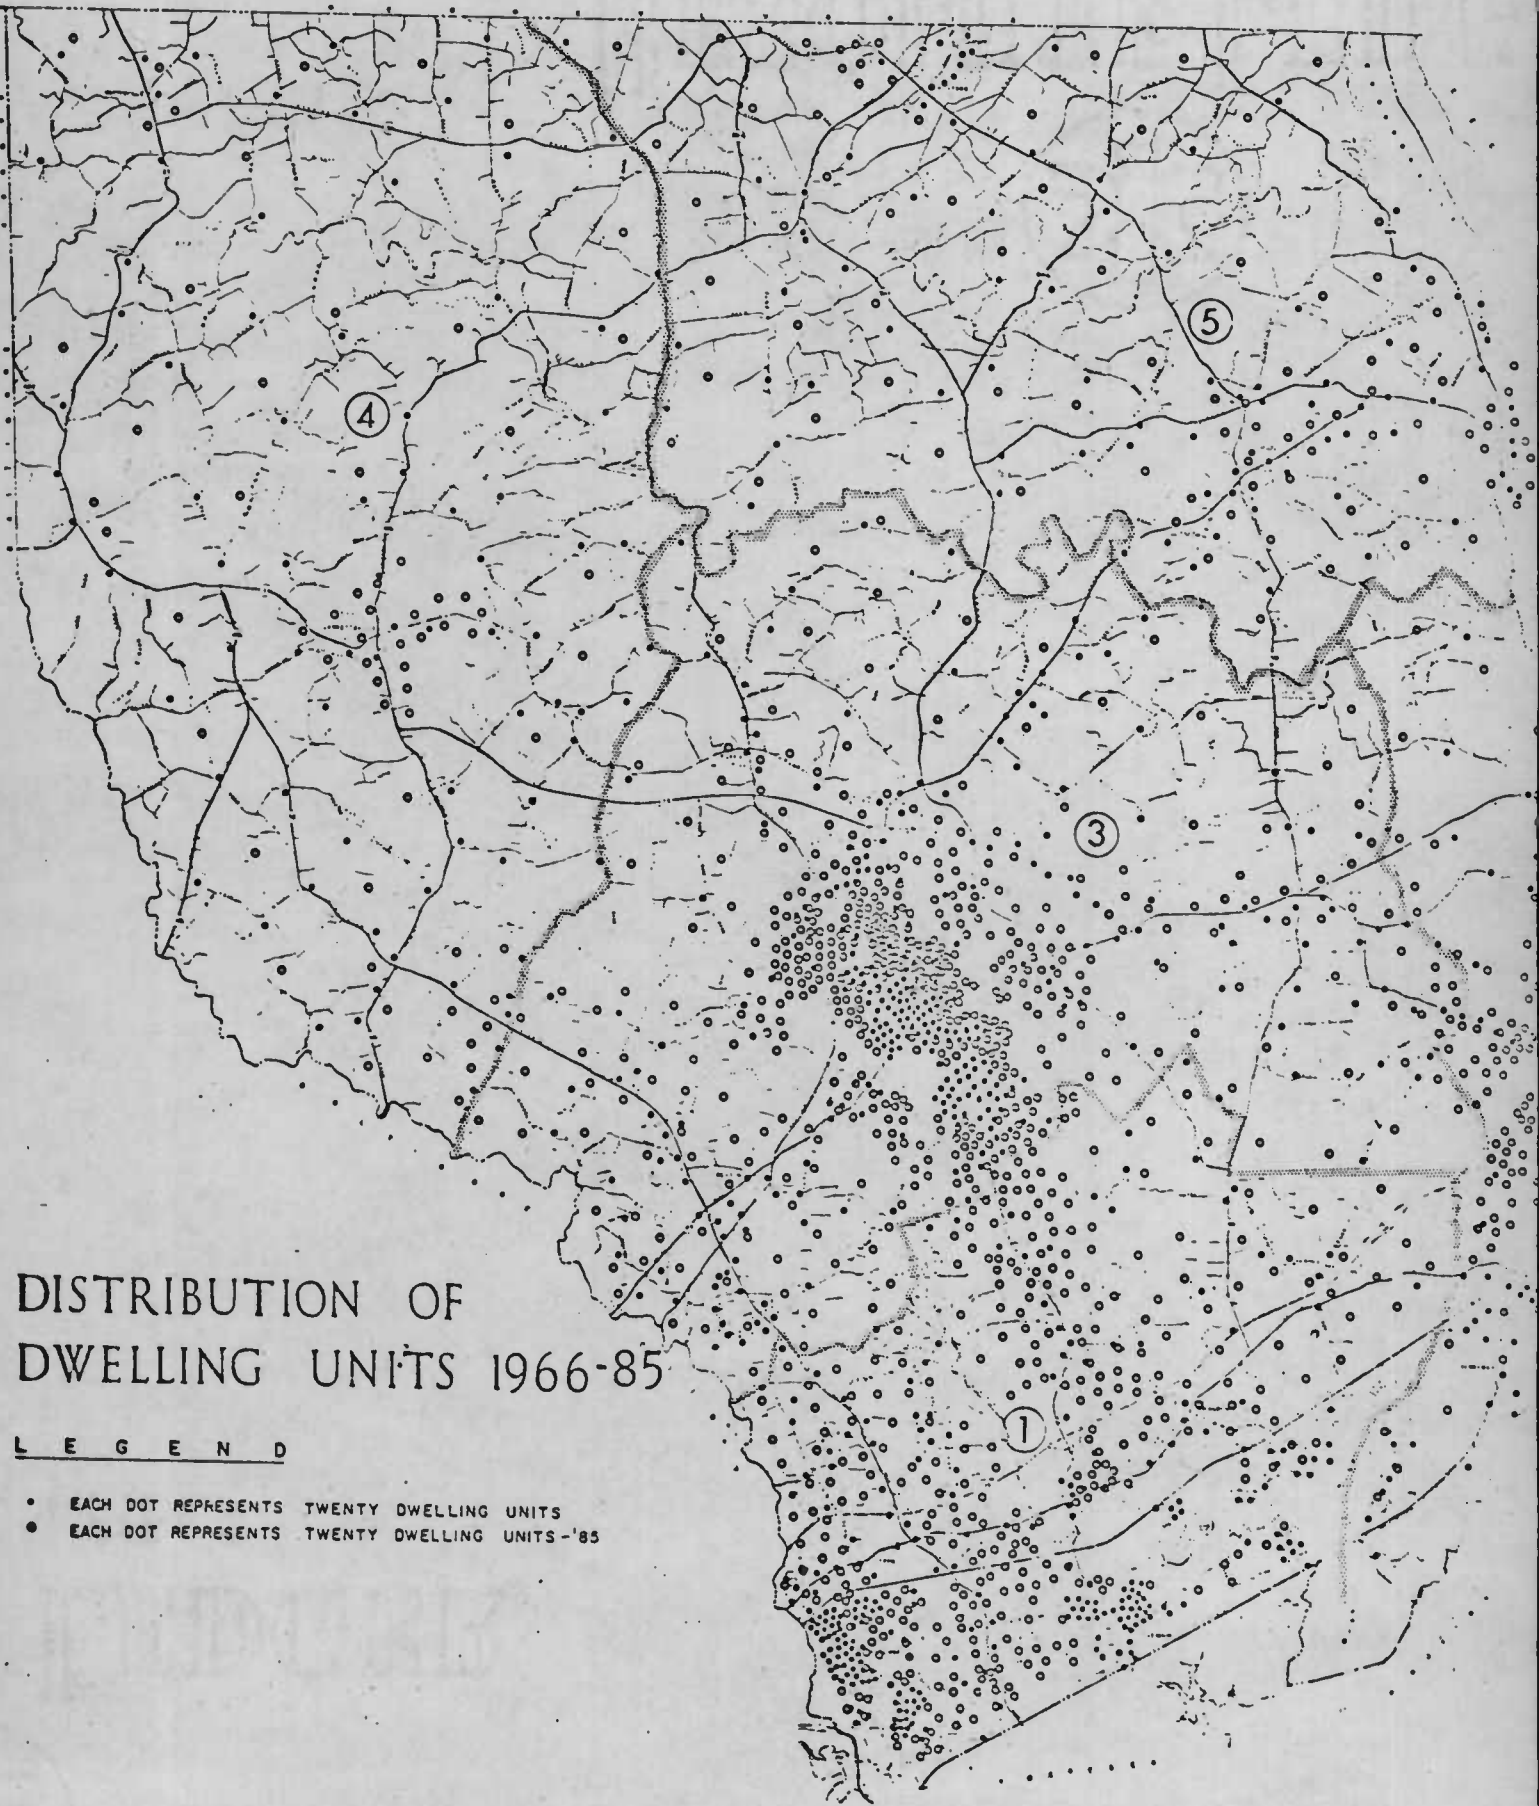 5
4
3
DISTRIBUTION OF
DWELLING UNITS 1966-85
1
LEGEND
• EACH DOT REPRESENTS TWENTY DWELLING UNITS
● EACH DOT REPRESENTS TWENTY DWELLING UNITS-'85